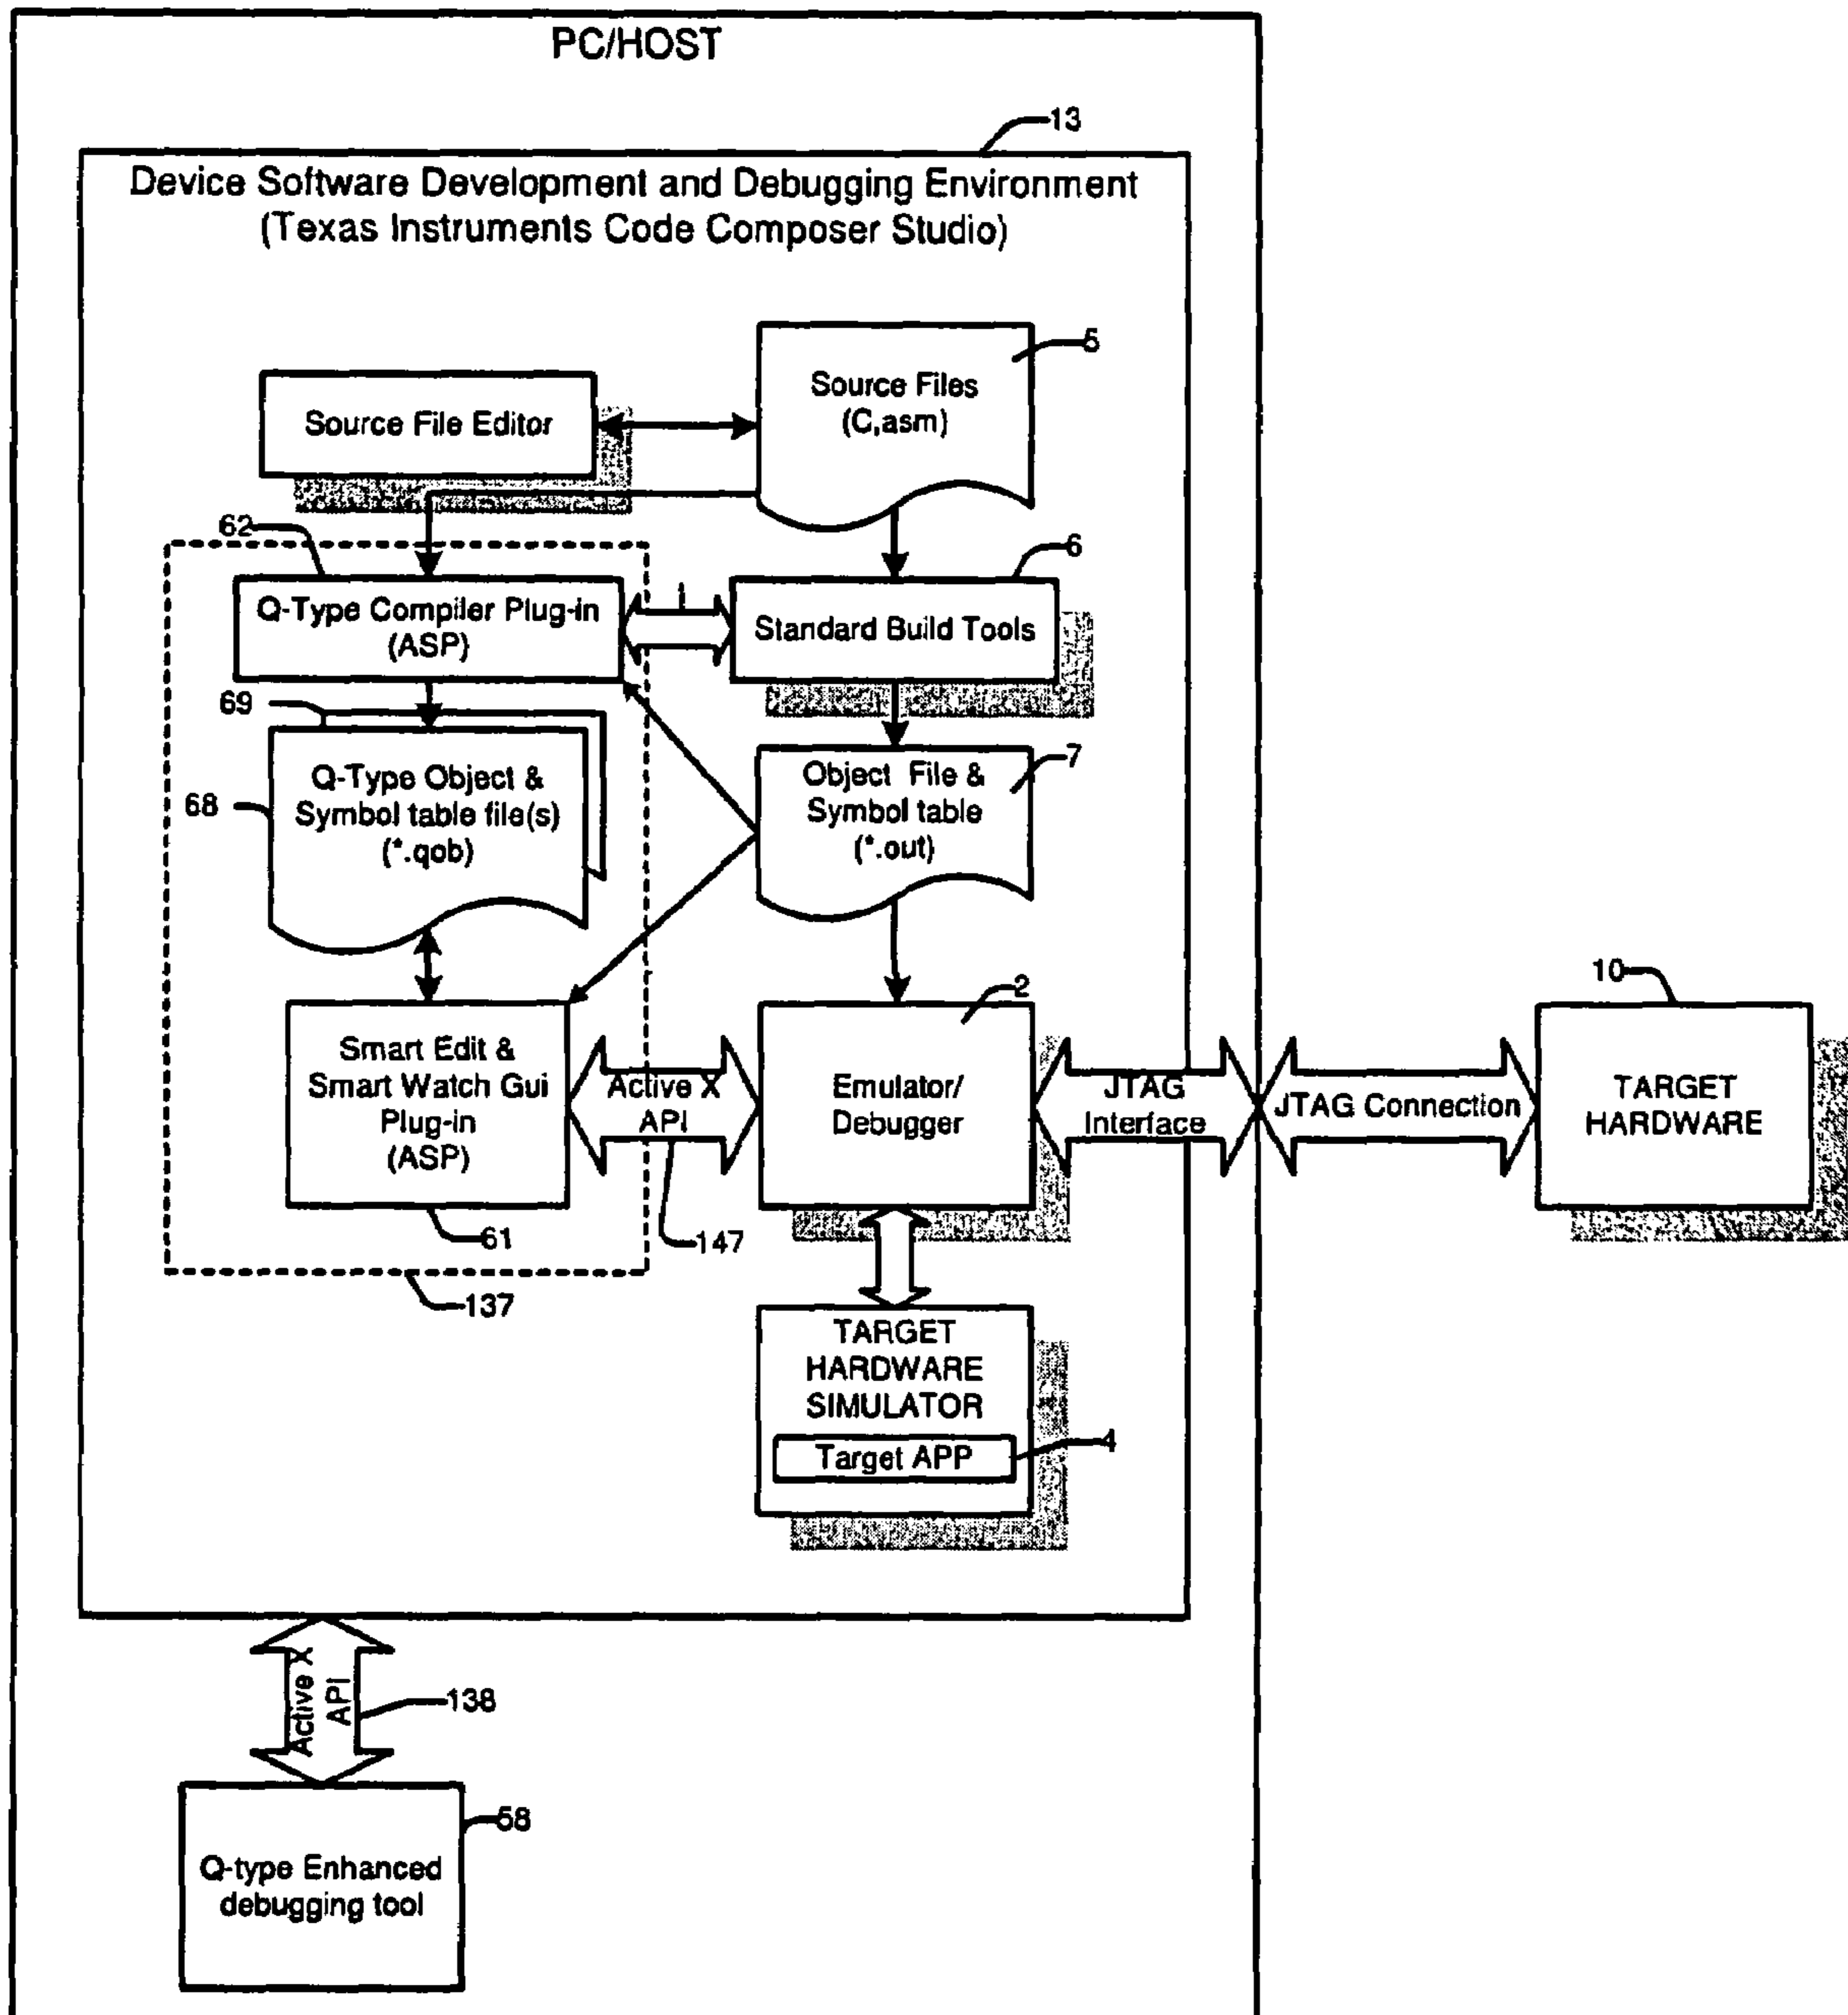 PC/HOST
13
Device Software Development and Debugging Environment
(Texas Instruments Code Composer Studio)
5
Source Files
(C,asm)
Source File Editor
62
6
Q-Type Compiler Plug-in
(ASP)
Standard Build Tools
69
7
Q-Type Object &
Symbol table file(s)
(*.qob)
68
Object File &
Symbol table
(*.out)
2
10
Smart Edit &
Smart Watch Gui
Plug-in
(ASP)
Active X
API
Emulator/
Debugger
JTAG
Interface
JTAG Connection
TARGET
HARDWARE
61
147
137
TARGET
HARDWARE
SIMULATOR
4
Target APP
Active X
API
138
58
Q-type Enhanced
debugging tool